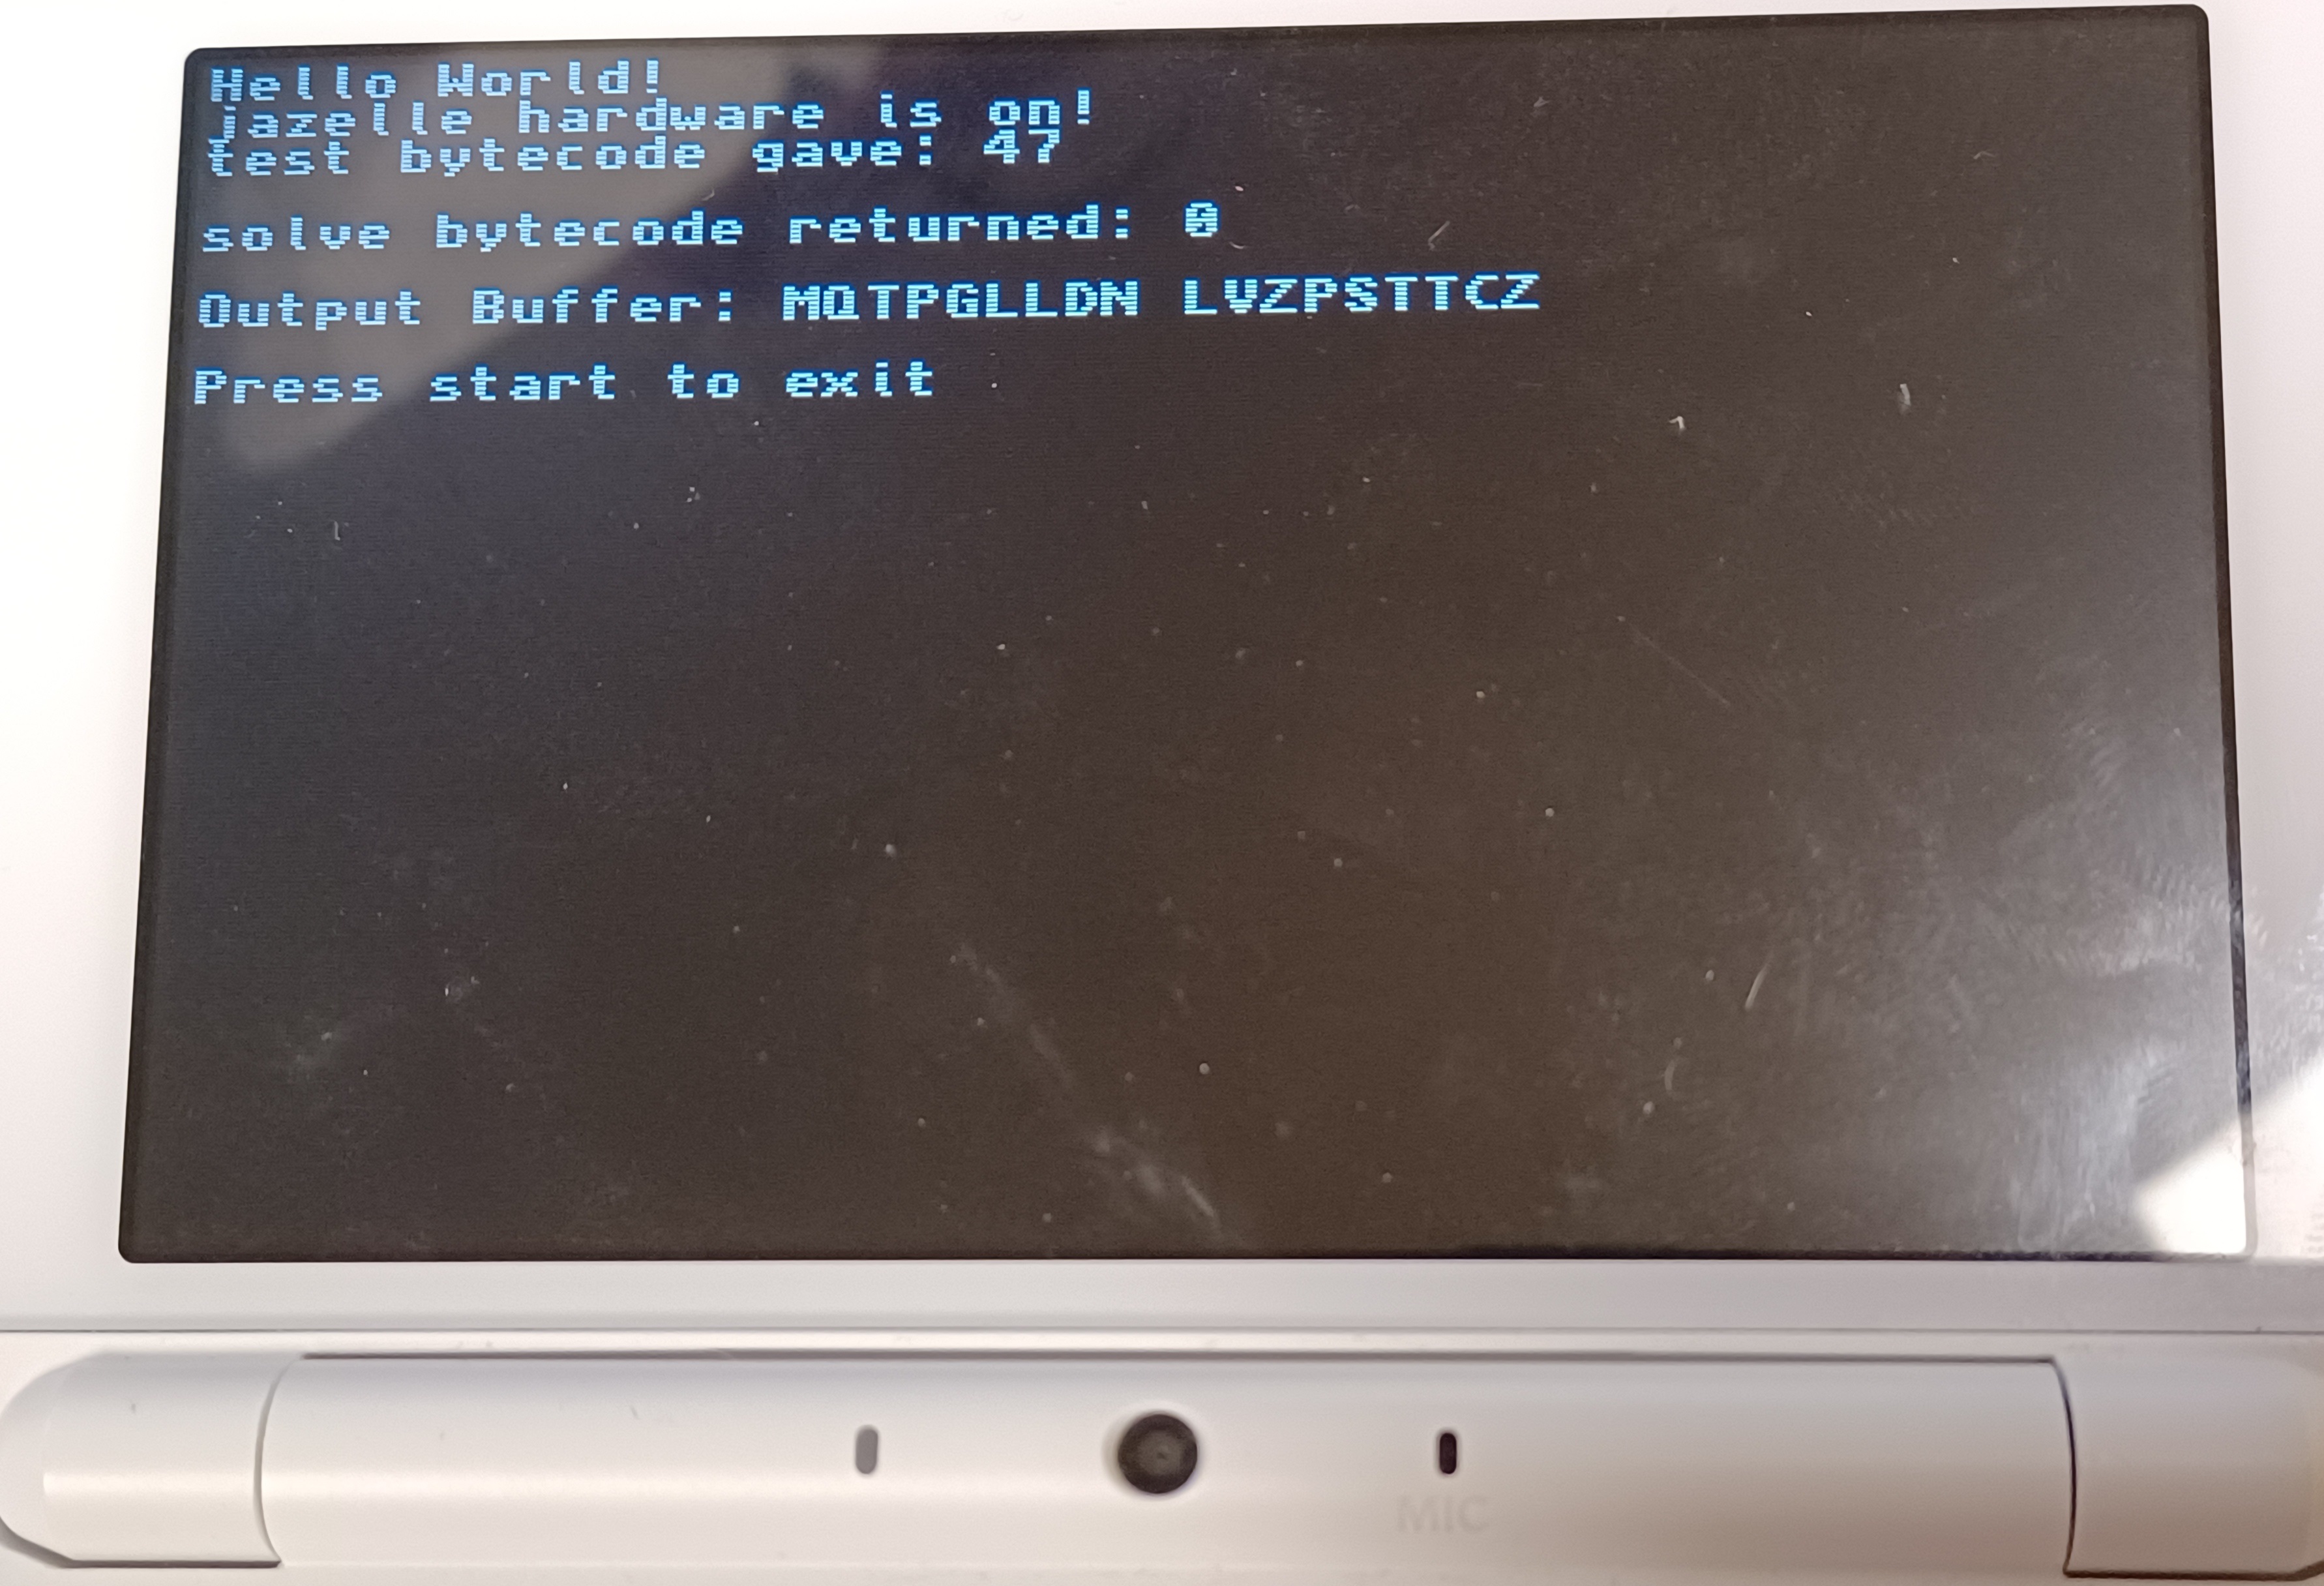 Hello World!
jazelle hardware is on!
test bytecode gave: 47
solve bytecode returned: 0
Output Buffer: MQTPGLLDN LVZPSTTCZ
Press start to exit
MIC